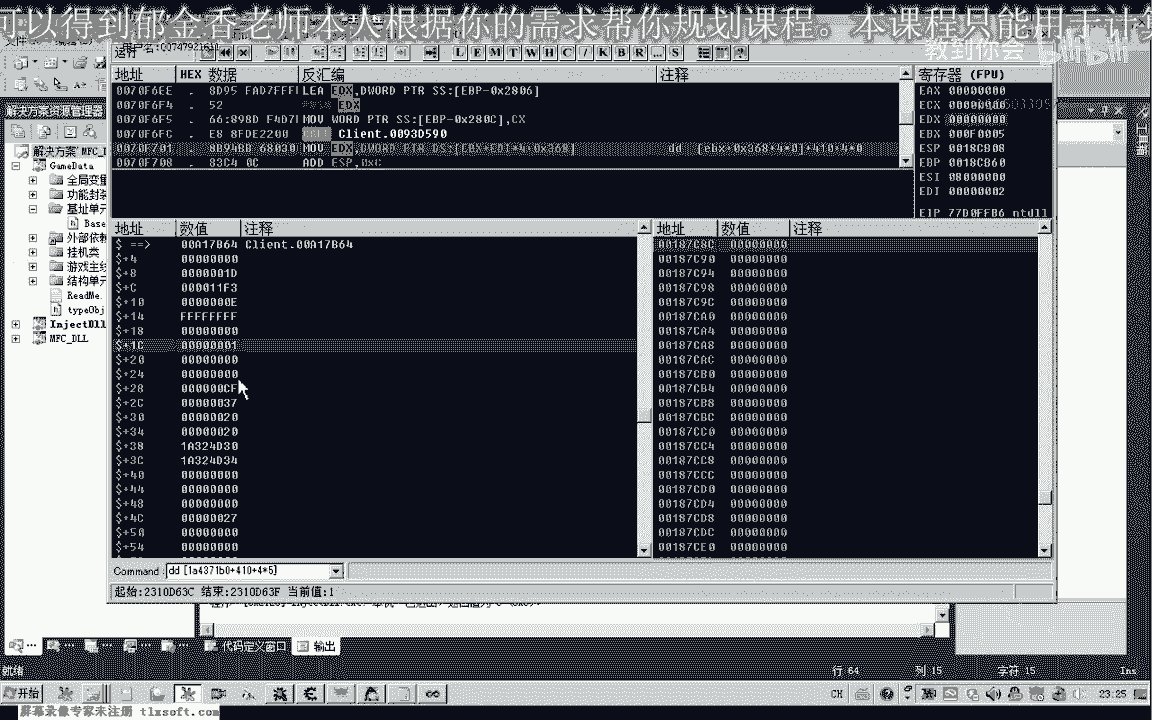 可以得到郁金香老师本人根据你的需求帮你规划课程。本课程只能用于计算
教到你会 bilibili
L E M T W H C / K B R ... S
地址 HEX 数据 反汇编 注释
0070F6EE . 8D95 FAD7FFFF LEA EDX,DWORD PTR SS:[EBP-0x2806]
0070F6F4 . 52 EDX
0070F6F5 . 66:898D F4D7F MOV WORD PTR SS:[EBP-0x280C],CX
0070F6FC . E8 8FDE2200 CALL Client.0093D590
0070F701 . 8B94BB 68030 MOV EDX,DWORD PTR DS:[EBX+EDI*4+0x368] dd [ebx+0x368+4*0]+410+4*0
0070F708 . 83C4 0C ADD ESP,0xC
寄存器 (FPU)
EAX 00000000
EDX 00000000
EBX 000F0005
ESP 0018CB08
EBP 0018CB60
ESI 08000000
EDI 00000002
EIP 77D0FFB6 ntdll
解决方案资源管理器
GameData
全局变量
功能封装
基址单元
Base
外部依赖
挂机类
游戏主线
结构单元
ReadMe.
typeObj
InjectDll
MFC_DLL
地址 数值 注释
$ ==> 00A17B64 Client.00A17B64
$+4 00000000
$+8 0000001D
$+C 000011F3
$+10 0000000E
$+14 FFFFFFFF
$+18 00000000
$+1C 00000001
$+20 00000000
$+24 00000000
$+28 000000CF
$+2C 00000037
$+30 00000020
$+34 00000020
$+38 1A324D30
$+3C 1A324D34
$+40 00000000
$+44 00000000
$+48 00000000
$+4C 00000027
$+50 00000000
$+54 00000000
地址 数值 注释
00187C8C 00000000
00187C90 00000000
00187C94 00000000
00187C98 00000000
00187C9C 00000000
00187CA0 00000000
00187CA4 00000000
00187CA8 00000000
00187CAC 00000000
00187CB0 00000000
00187CB4 00000000
00187CB8 00000000
00187CBC 00000000
00187CC0 00000000
00187CC4 00000000
00187CC8 00000000
00187CCC 00000000
00187CD0 00000000
00187CD4 00000000
00187CD8 00000000
00187CDC 00000000
00187CE0 00000000
Command : dd [1a4371b0+410+4*5]
起始:2310D63C 结束:2310D63F 当前值:1
代码定义窗口 输出
就绪 行 64 列 15 字符 15 Ins
开始 CH 23:25
屏幕录像专家未注册 tlxsoft.com